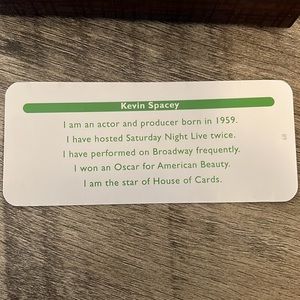 Kevin Spacey
I am an actor and producer born in 1959.
I have hosted Saturday Night Live twice.
I have performed on Broadway frequently.
I won an Oscar for American Beauty.
I am the star of House of Cards.